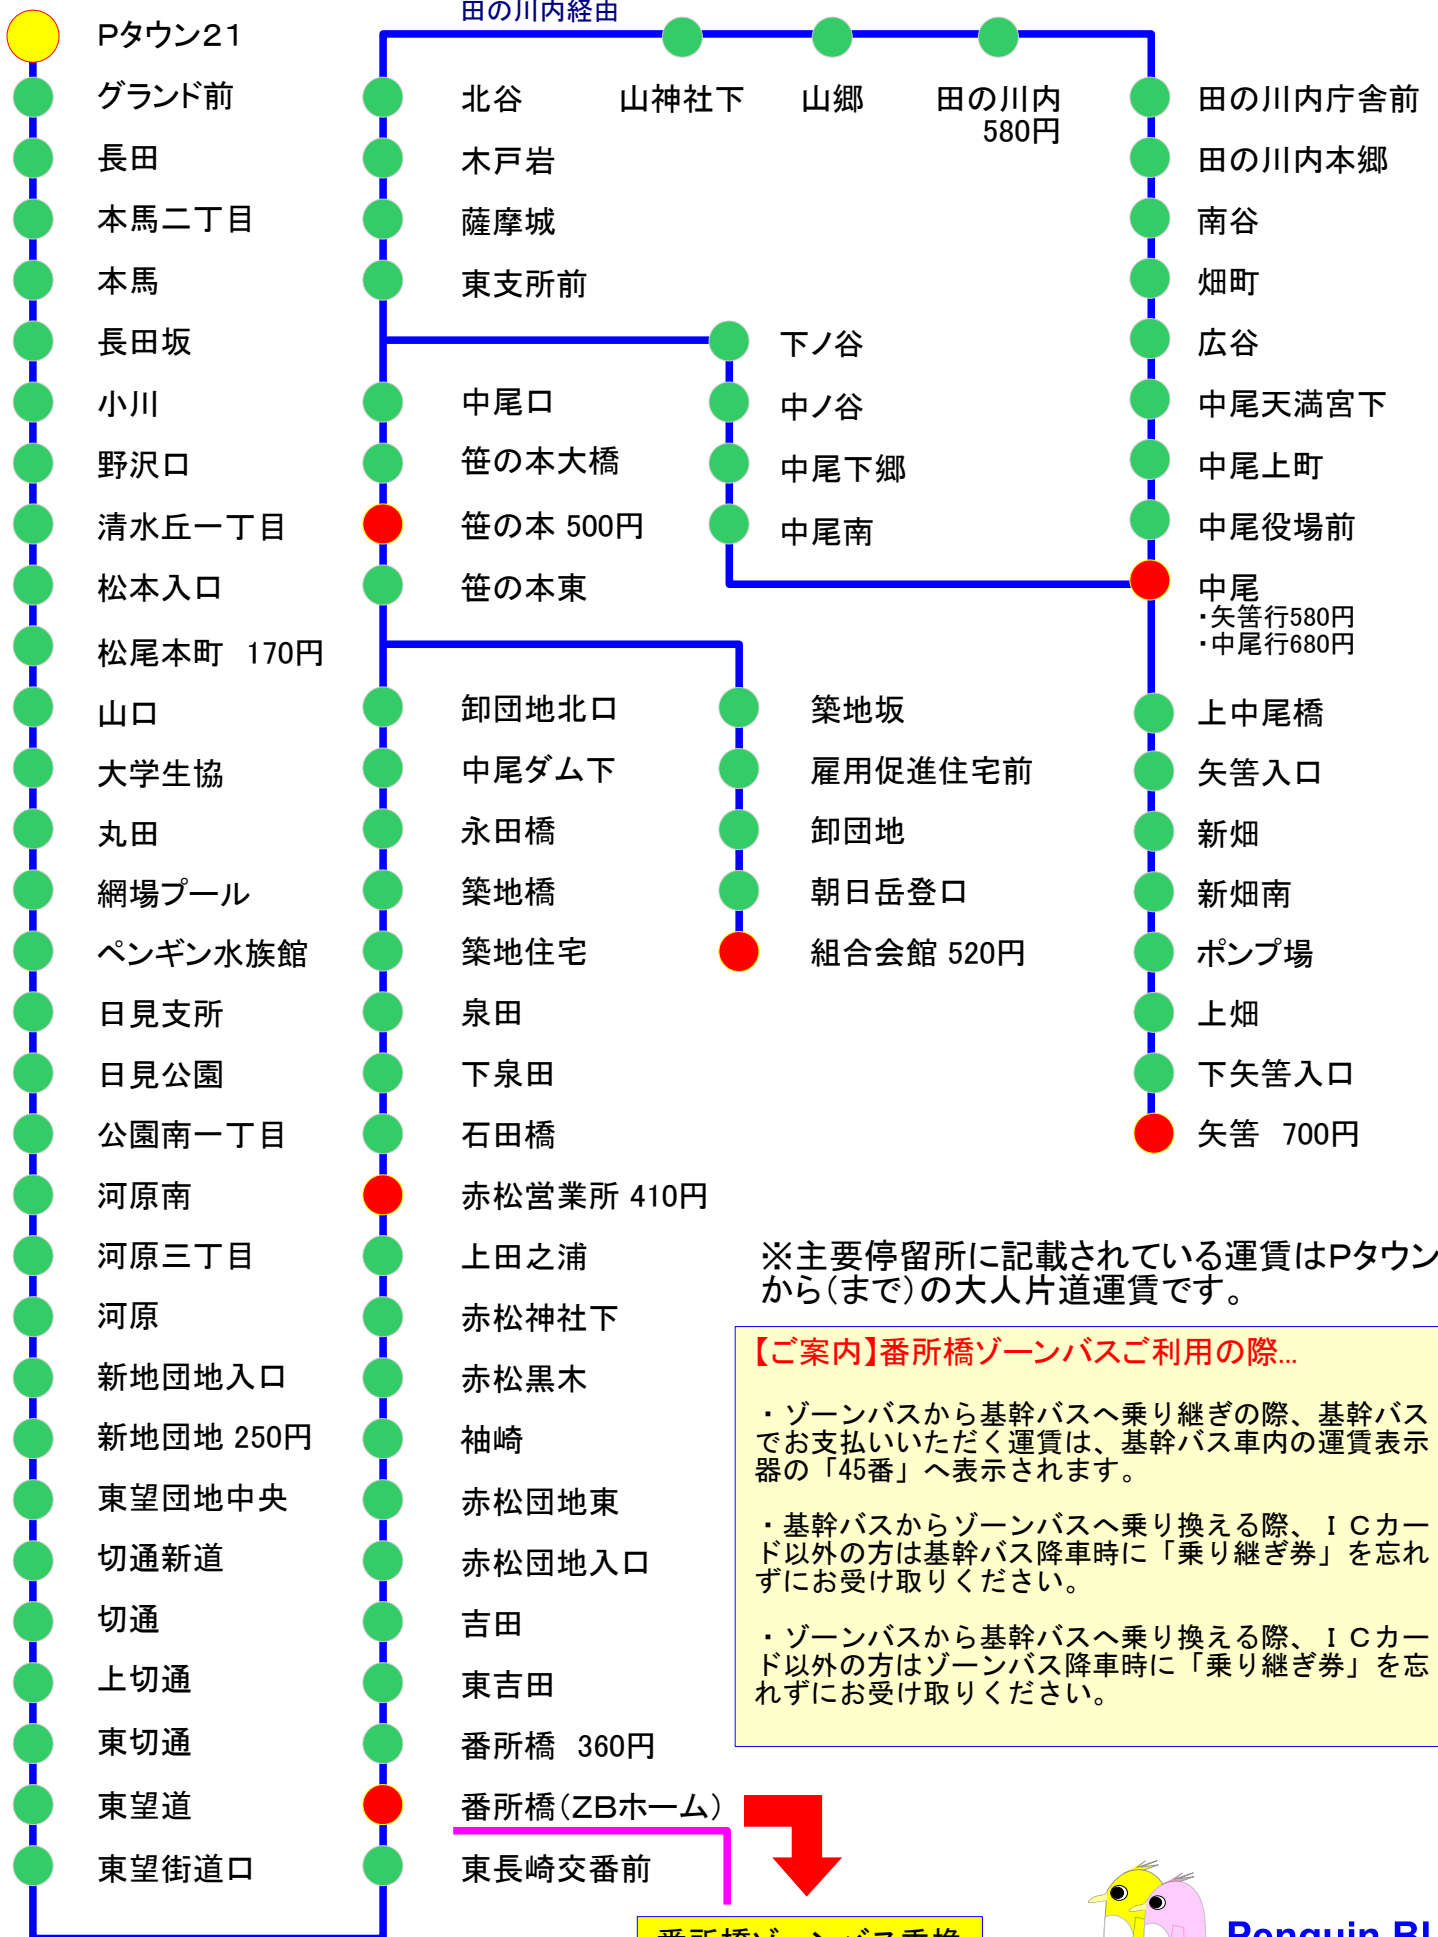 田の川内経由
Pタウン21
グランド前
長田
本馬二丁目
本馬
長田坂
小川
野沢口
清水丘一丁目
松本入口
松尾本町 170円
山口
大学生協
丸田
網場プール
ペンギン水族館
日見支所
日見公園
公園南一丁目
河原南
河原三丁目
河原
新地団地入口
新地団地 250円
東望団地中央
切通新道
切通
上切通
東切通
東望道
東望街道口
北谷
木戸岩
薩摩城
東支所前
中尾口
笹の本大橋
笹の本 500円
笹の本東
卸団地北口
中尾ダム下
永田橋
築地橋
築地住宅
泉田
下泉田
石田橋
赤松営業所 410円
上田之浦
赤松神社下
赤松黒木
袖崎
赤松団地東
赤松団地入口
吉田
東吉田
番所橋 360円
番所橋(ZBホーム)
東長崎交番前
山神社下
山郷
田の川内
580円
下ノ谷
中ノ谷
中尾下郷
中尾南
築地坂
雇用促進住宅前
卸団地
朝日岳登口
組合会館 520円
田の川内庁舎前
田の川内本郷
南谷
畑町
広谷
中尾天満宮下
中尾上町
中尾役場前
中尾
・矢筈行580円
・中尾行680円
上中尾橋
矢筈入口
新畑
新畑南
ポンプ場
上畑
下矢筈入口
矢筈 700円
※主要停留所に記載されている運賃はPタウン
から(まで)の大人片道運賃です。
【ご案内】番所橋ゾーンバスご利用の際...
・ゾーンバスから基幹バスへ乗り継ぎの際、基幹バス
でお支払いいただく運賃は、基幹バス車内の運賃表示
器の「45番」へ表示されます。
・基幹バスからゾーンバスへ乗り換える際、ICカー
ド以外の方は基幹バス降車時に「乗り継ぎ券」を忘れ
ずにお受け取りください。
・ゾーンバスから基幹バスへ乗り換える際、ICカー
ド以外の方はゾーンバス降車時に「乗り継ぎ券」を忘
れずにお受け取りください。
番所橋ゾーンバス乗換
Penguin BL